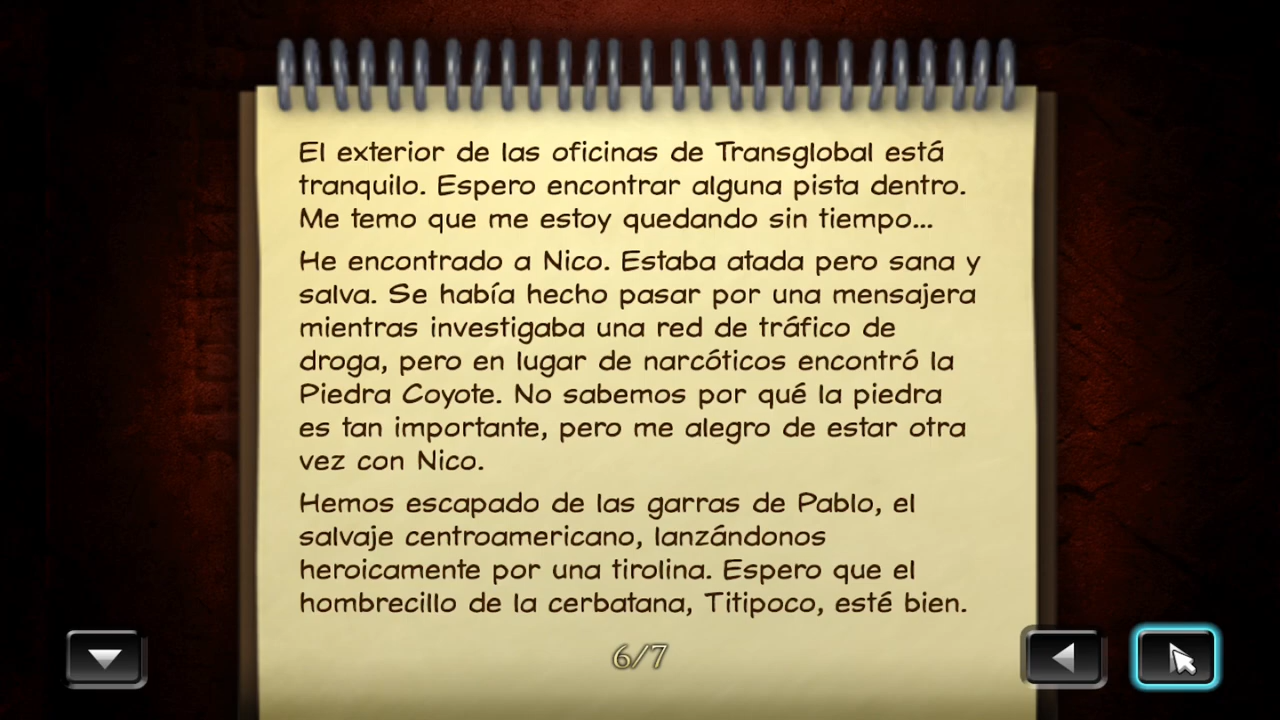 El exterior de las oficinas de Transglobal está
tranquilo. Espero encontrar alguna pista dentro.
Me temo que me estoy quedando sin tiempo...
He encontrado a Nico. Estaba atada pero sana y
salva. Se había hecho pasar por una mensajera
mientras investigaba una red de tráfico de
droga, pero en lugar de narcóticos encontró la
Piedra Coyote. No sabemos por qué la piedra
es tan importante, pero me alegro de estar otra
vez con Nico.
Hemos escapado de las garras de Pablo, el
salvaje centroamericano, lanzándonos
heroicamente por una tirolina. Espero que el
hombrecillo de la cerbatana, Titipoco, esté bien.
6/7